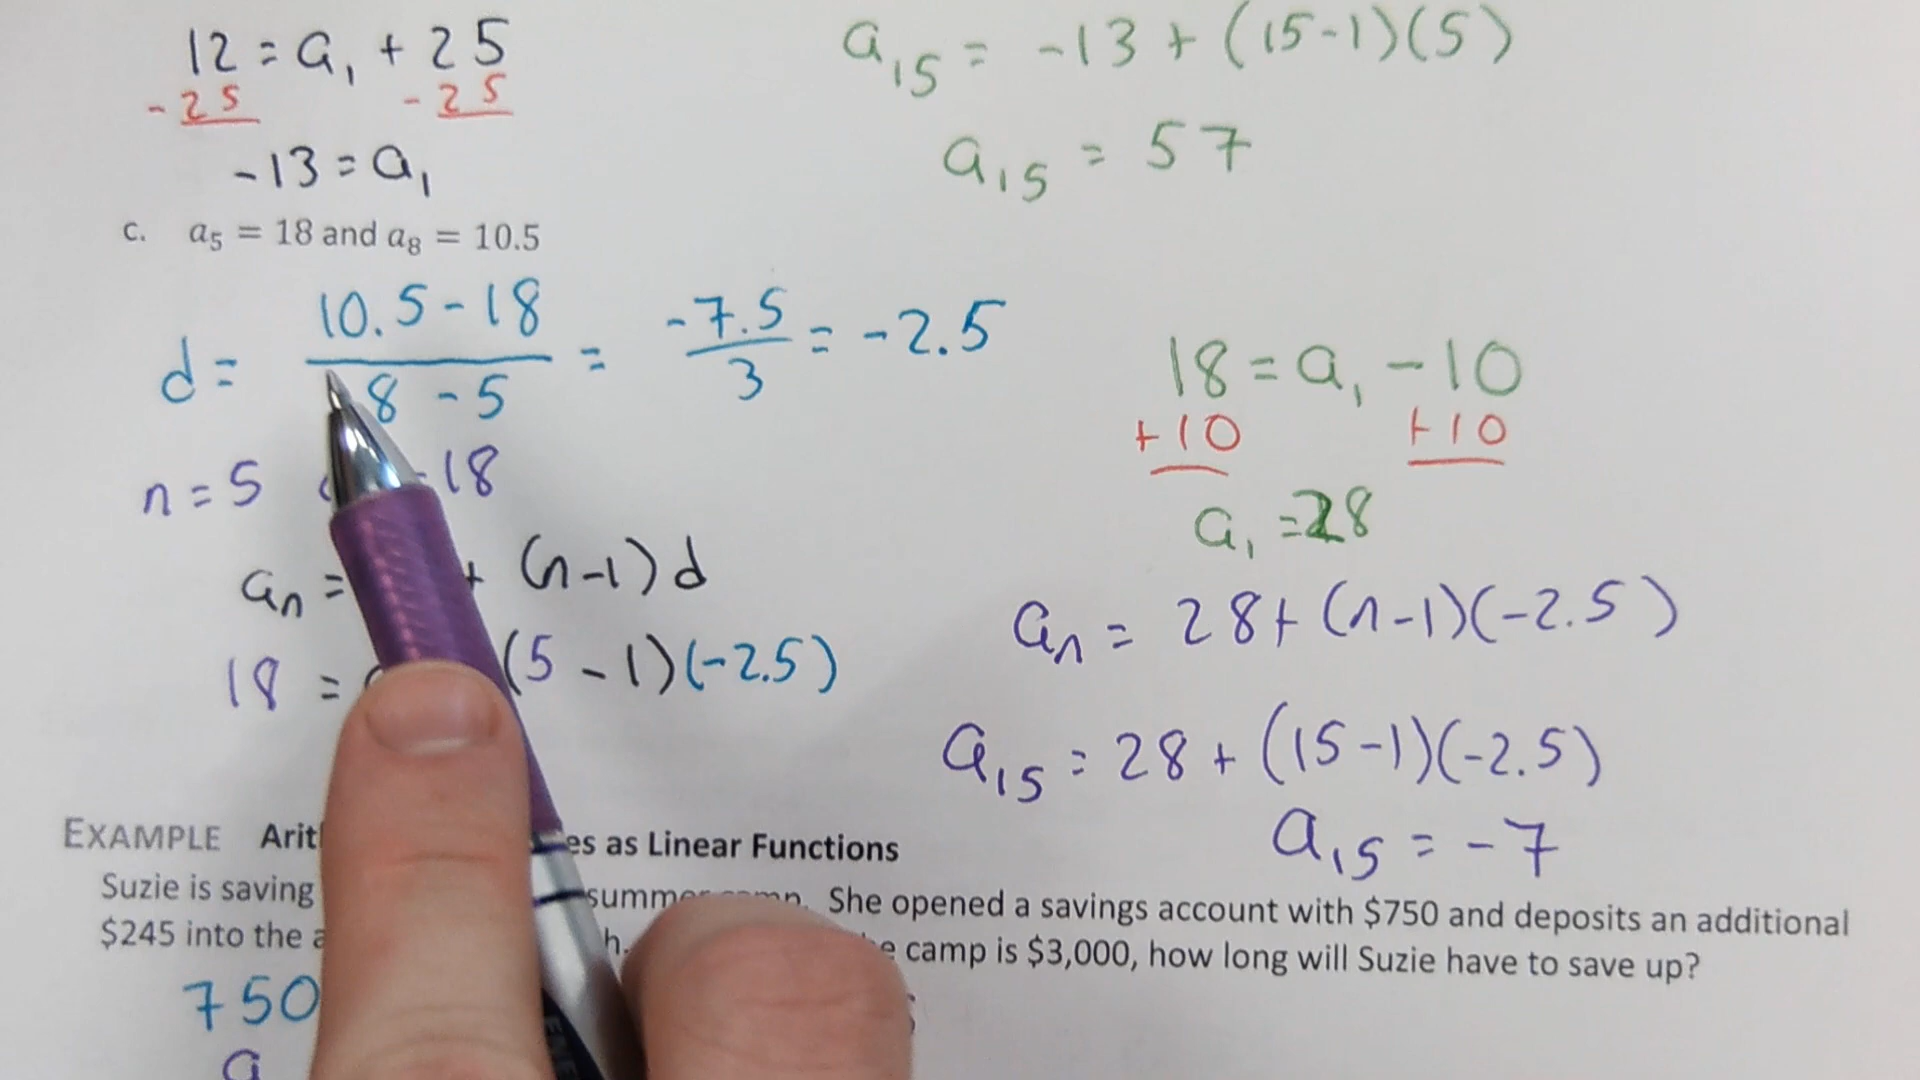 12 = a₁ + 25
-25 -25
-13 = a₁
a₁₅ = -13 + (15-1)(5)
a₁₅ = 57
c. a₅ = 18 and a₈ = 10.5
d = 10.5 - 18 / 8 - 5 = -7.5 / 3 = -2.5
n = 5 18
aₙ = + (n-1)d
18 = (5 - 1)(-2.5)
18 = a₁ - 10
+10 +10
a₁ = 28
aₙ = 28 + (n-1)(-2.5)
a₁₅ = 28 + (15-1)(-2.5)
a₁₅ = -7
EXAMPLE Arit es as Linear Functions
Suzie is saving summer She opened a savings account with $750 and deposits an additional
$245 into the camp is $3,000, how long will Suzie have to save up?
750
a